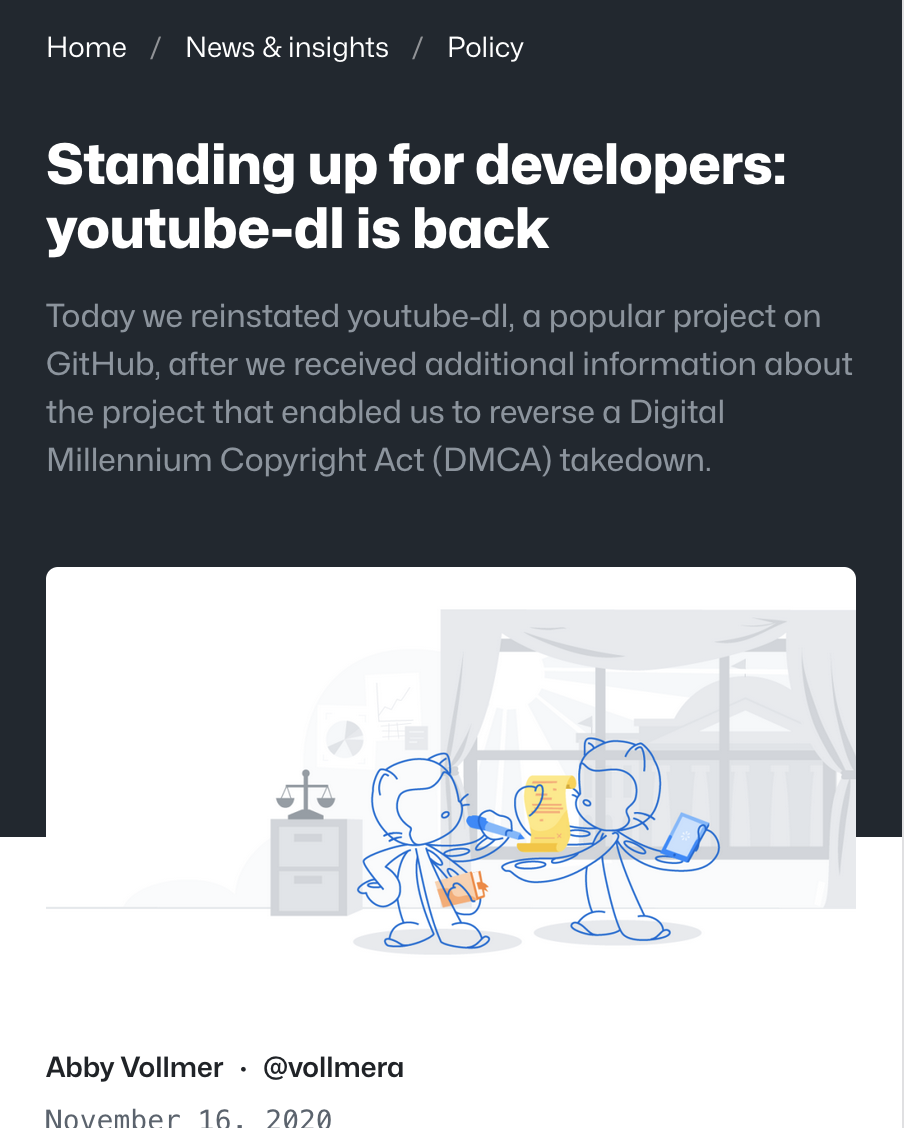 Home / News & insights / Policy
Standing up for developers:
youtube-dl is back
Today we reinstated youtube-dl, a popular project on
GitHub, after we received additional information about
the project that enabled us to reverse a Digital
Millennium Copyright Act (DMCA) takedown.
Abby Vollmer · @vollmera
November 16, 2020